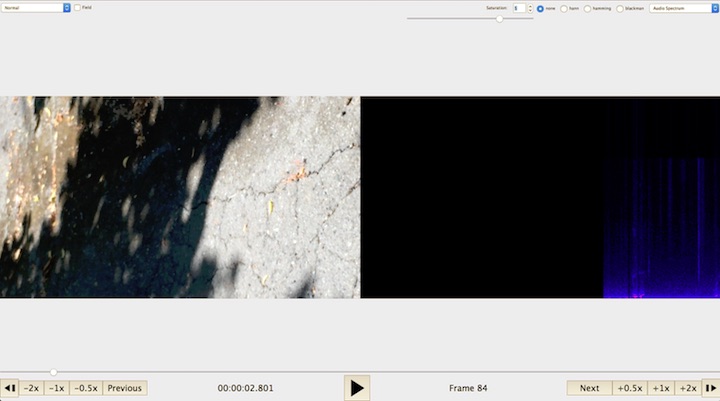 Normal Field Saturation: 5 none hann hamming blackman Audio Spectrum
−2x −1x −0.5x Previous 00:00:02.801 Frame 84 Next +0.5x +1x +2x